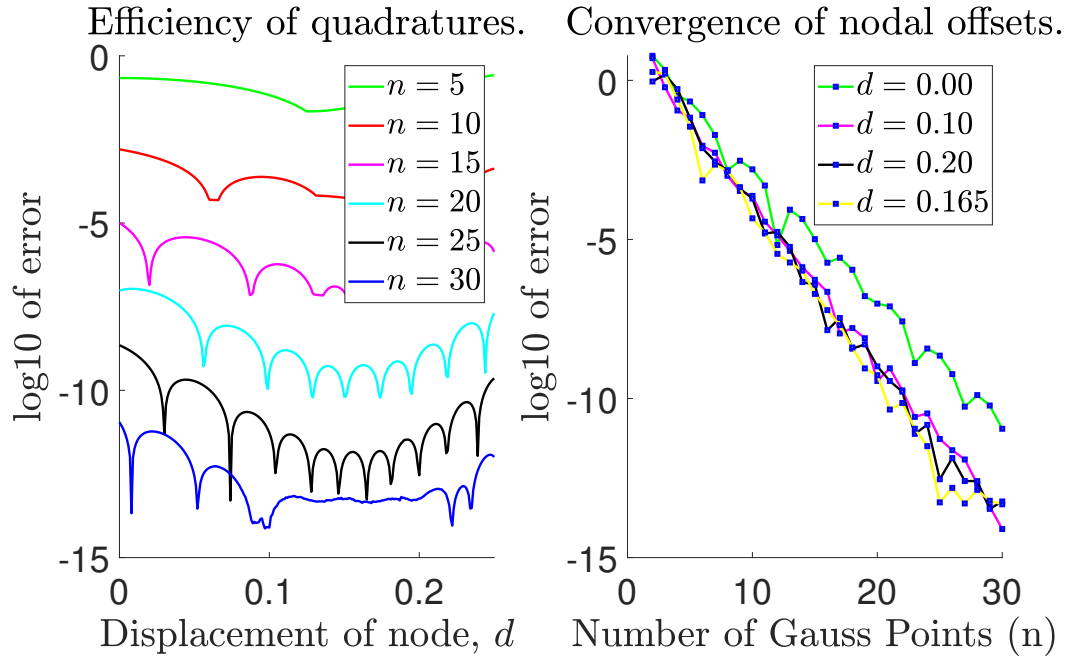 Efficiency of quadratures.
0
-5
-10
-15
0
0.1
0.2
log10 of error
Displacement of node, d
n = 5
n = 10
n = 15
n = 20
n = 25
n = 30
Convergence of nodal offsets.
0
-5
-10
-15
0
10
20
30
log10 of error
Number of Gauss Points (n)
d = 0.00
d = 0.10
d = 0.20
d = 0.165